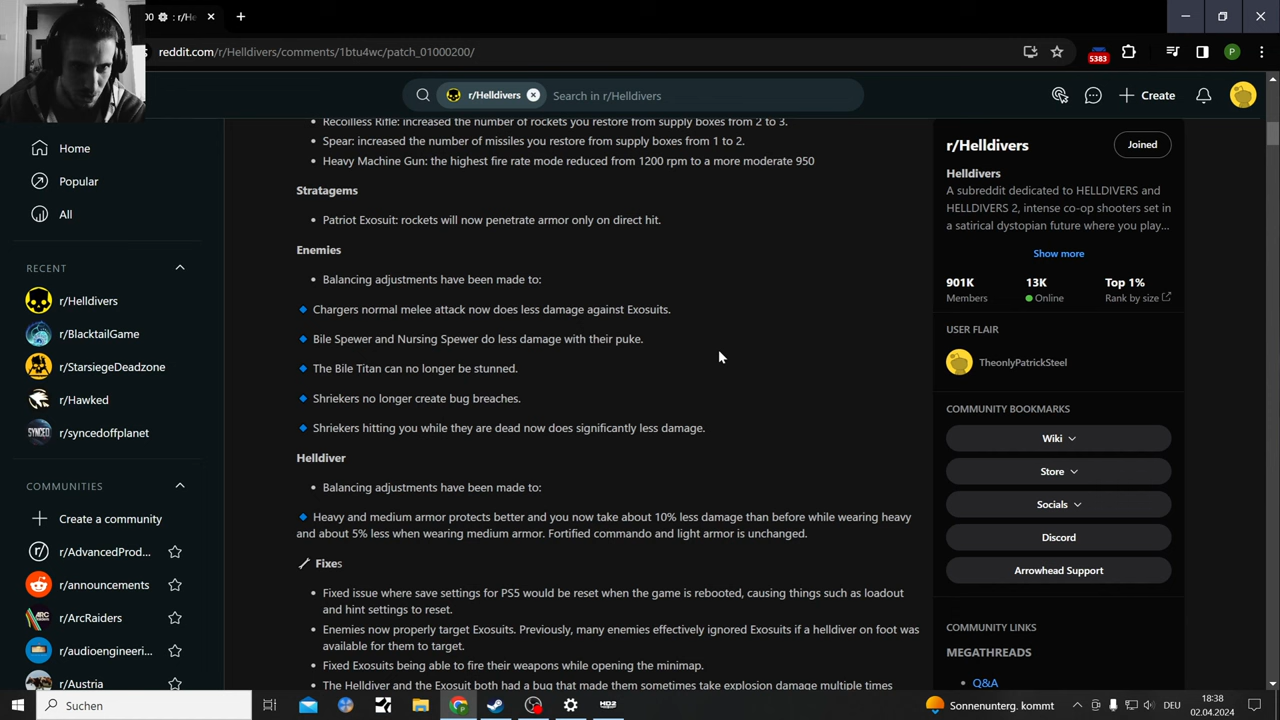 00 : r/He
reddit.com/r/Helldivers/comments/1btu4wc/patch_01000200/
5383
P
r/Helldivers
Search in r/Helldivers
Create
Home
Popular
All
RECENT
r/Helldivers
r/BlacktailGame
r/StarsiegeDeadzone
r/Hawked
r/syncedoffplanet
COMMUNITIES
Create a community
r/AdvancedProd...
r/announcements
r/ArcRaiders
r/audioengineeri...
r/Austria
Recoilless Rifle: increased the number of rockets you restore from supply boxes from 2 to 3.
Spear: increased the number of missiles you restore from supply boxes from 1 to 2.
Heavy Machine Gun: the highest fire rate mode reduced from 1200 rpm to a more moderate 950
Stratagems
Patriot Exosuit: rockets will now penetrate armor only on direct hit.
Enemies
Balancing adjustments have been made to:
Chargers normal melee attack now does less damage against Exosuits.
Bile Spewer and Nursing Spewer do less damage with their puke.
The Bile Titan can no longer be stunned.
Shriekers no longer create bug breaches.
Shriekers hitting you while they are dead now does significantly less damage.
Helldiver
Balancing adjustments have been made to:
Heavy and medium armor protects better and you now take about 10% less damage than before while wearing heavy
and about 5% less when wearing medium armor. Fortified commando and light armor is unchanged.
Fixes
Fixed issue where save settings for PS5 would be reset when the game is rebooted, causing things such as loadout
and hint settings to reset.
Enemies now properly target Exosuits. Previously, many enemies effectively ignored Exosuits if a helldiver on foot was
available for them to target.
Fixed Exosuits being able to fire their weapons while opening the minimap.
The Helldiver and the Exosuit both had a bug that made them sometimes take explosion damage multiple times
r/Helldivers
Joined
Helldivers
A subreddit dedicated to HELLDIVERS and
HELLDIVERS 2, intense co-op shooters set in
a satirical dystopian future where you play...
Show more
901K 13K Top 1%
Members Online Rank by size
USER FLAIR
TheonlyPatrickSteel
COMMUNITY BOOKMARKS
Wiki
Store
Socials
Discord
Arrowhead Support
COMMUNITY LINKS
MEGATHREADS
Q&A
Suchen
HD2
Sonnenunterg. kommt
DEU
18:38
02.04.2024